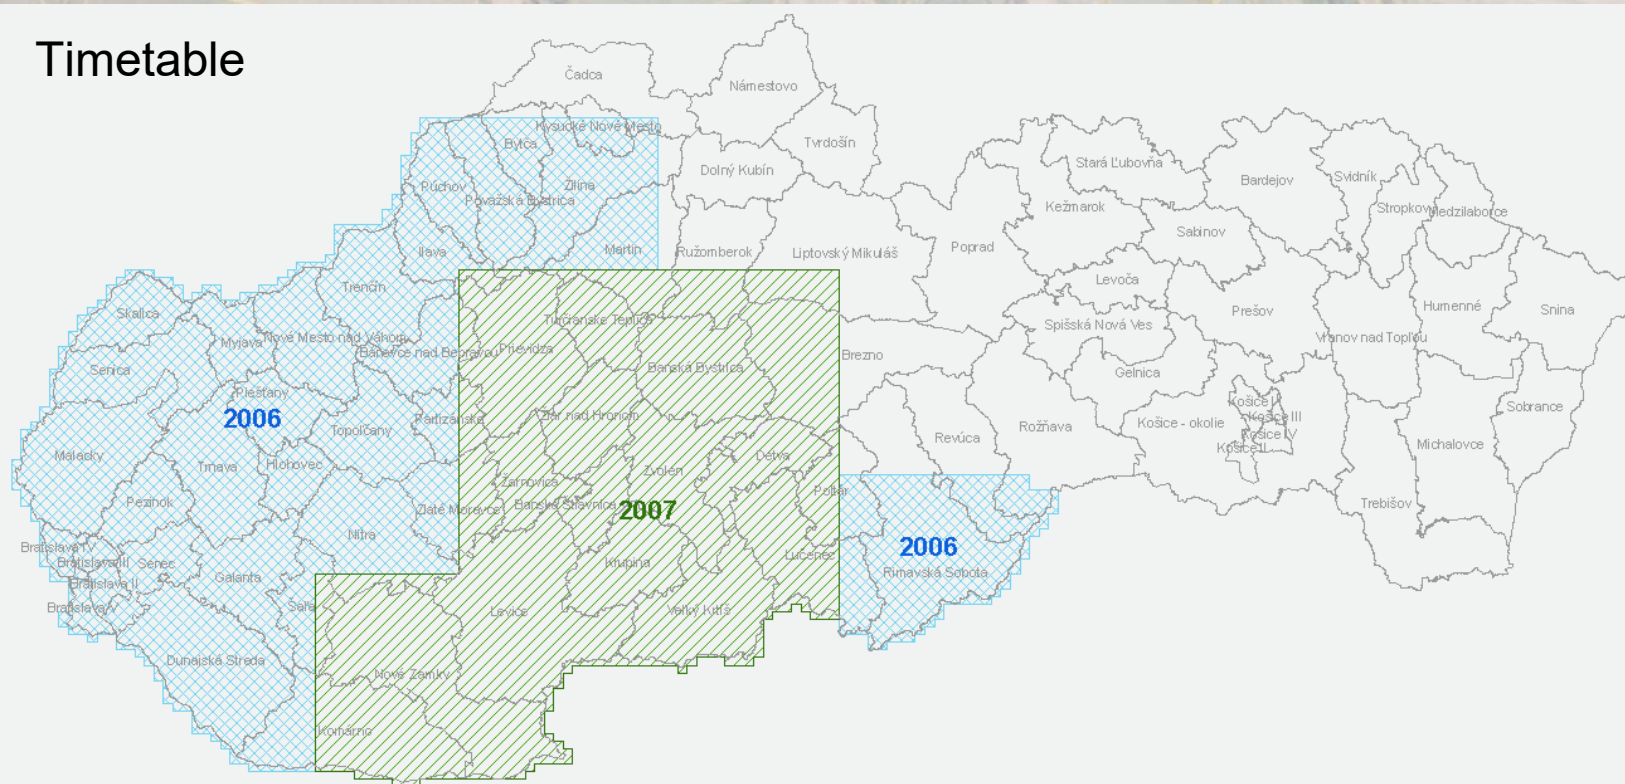 Timetable
Čadca
Námestovo
Kysucké Nové Mesto
Bytča
Tvrdošín
Dolný Kubín
Stará Ľubovňa
Bardejov
Svidník
Púchov
Žilina
Považská Bystrica
Kežmarok
Stropkov
Medzilaborce
Sabinov
Ilava
Martin
Ružomberok
Liptovský Mikuláš
Poprad
Levoča
Trenčín
Skalica
Prešov
Humenné
Snina
Turčianske Teplice
Spišská Nová Ves
Myjava
Nové Mesto nad Váhom
Bánovce nad Bebravou
Prievidza
Vranov nad Topľou
Brezno
Senica
Banská Bystrica
Gelnica
Piešťany
2006
Partizánske
Žiar nad Hronom
Košice I
Košice III
Sobrance
Topoľčany
Revúca
Rožňava
Košice - okolie
Košice IV
Košice II
Michalovce
Malacky
Trnava
Hlohovec
Detva
Zvolen
Pezinok
Žarnovica
Poltár
Zlaté Moravce
Banská Štiavnica
2007
Trebišov
Nitra
Bratislava IV
Bratislava III
Senec
2006
Lučenec
Krupina
Rimavská Sobota
Galanta
Bratislava II
Bratislava V
Šaľa
Levice
Veľký Krtíš
Dunajská Streda
Nové Zámky
Komárno